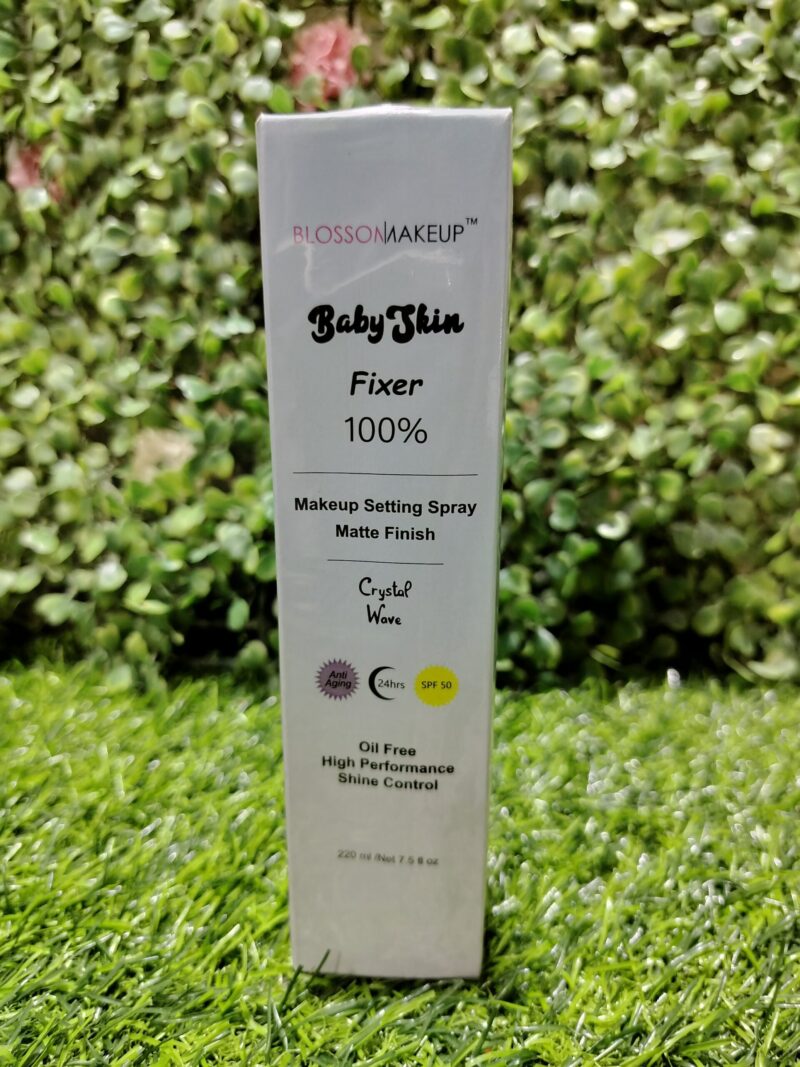 BLOSSOMMAKEUP™
Baby Skin
Fixer
100%
Makeup Setting Spray
Matte Finish
Crystal
Wave
Anti
Aging
24hrs
SPF 50
Oil Free
High Performance
Shine Control
220 ml /Net 7.5 fl oz